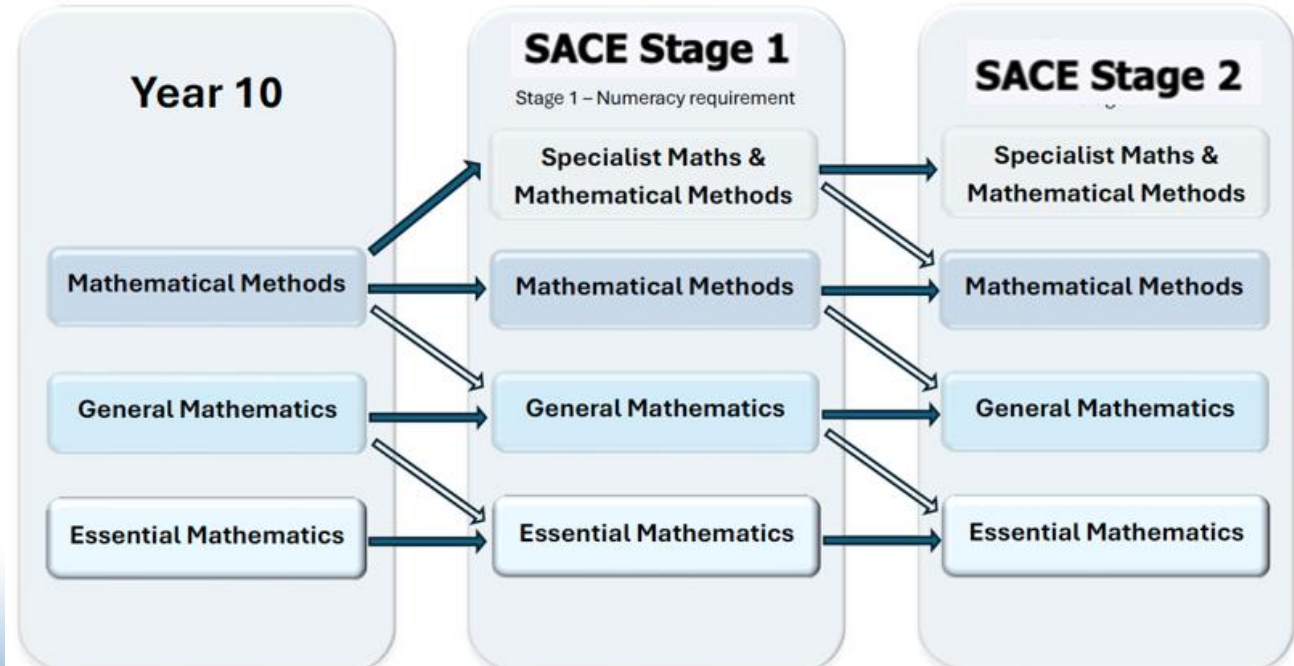 Year 10
Mathematical Methods
General Mathematics
Essential Mathematics
SACE Stage 1
Stage 1 – Numeracy requirement
Specialist Maths &
Mathematical Methods
Mathematical Methods
General Mathematics
Essential Mathematics
SACE Stage 2
Specialist Maths &
Mathematical Methods
Mathematical Methods
General Mathematics
Essential Mathematics